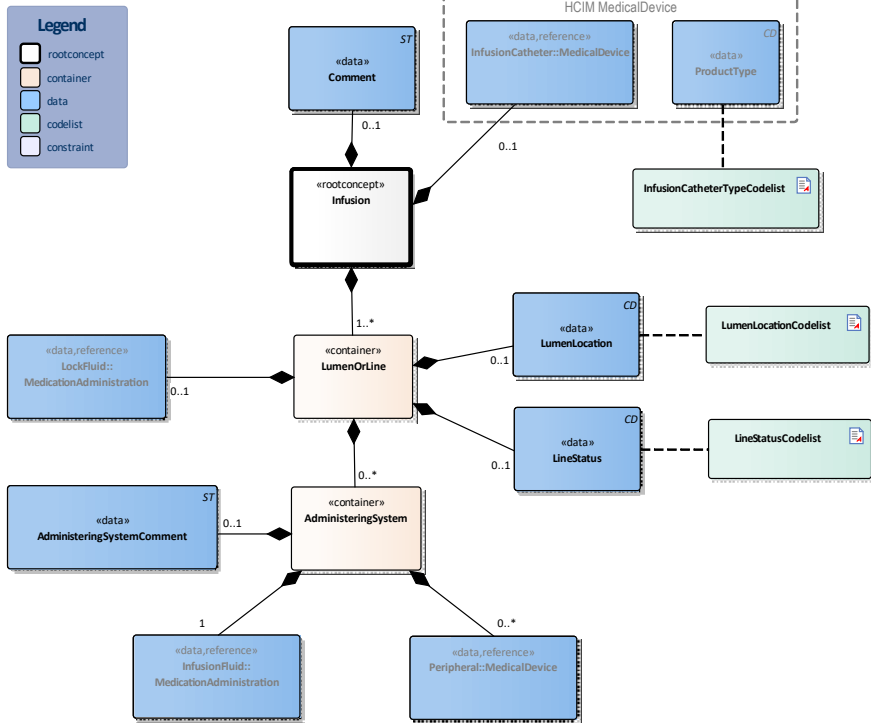 Legend
rootconcept
container
data
codelist
constraint
HCIM MedicalDevice
ST
«data»
Comment
«data,reference»
InfusionCatheter::MedicalDevice
CD
«data»
ProductType
0..1
0..1
«rootconcept»
Infusion
InfusionCatheterTypeCodelist
1..*
«data,reference»
LockFluid::
MedicationAdministration
0..1
«container»
LumenOrLine
CD
«data»
LumenLocation
0..1
LumenLocationCodelist
CD
«data»
LineStatus
0..1
LineStatusCodelist
0..*
ST
«data»
AdministeringSystemComment
0..1
«container»
AdministeringSystem
1
0..*
«data,reference»
InfusionFluid::
MedicationAdministration
«data,reference»
Peripheral::MedicalDevice